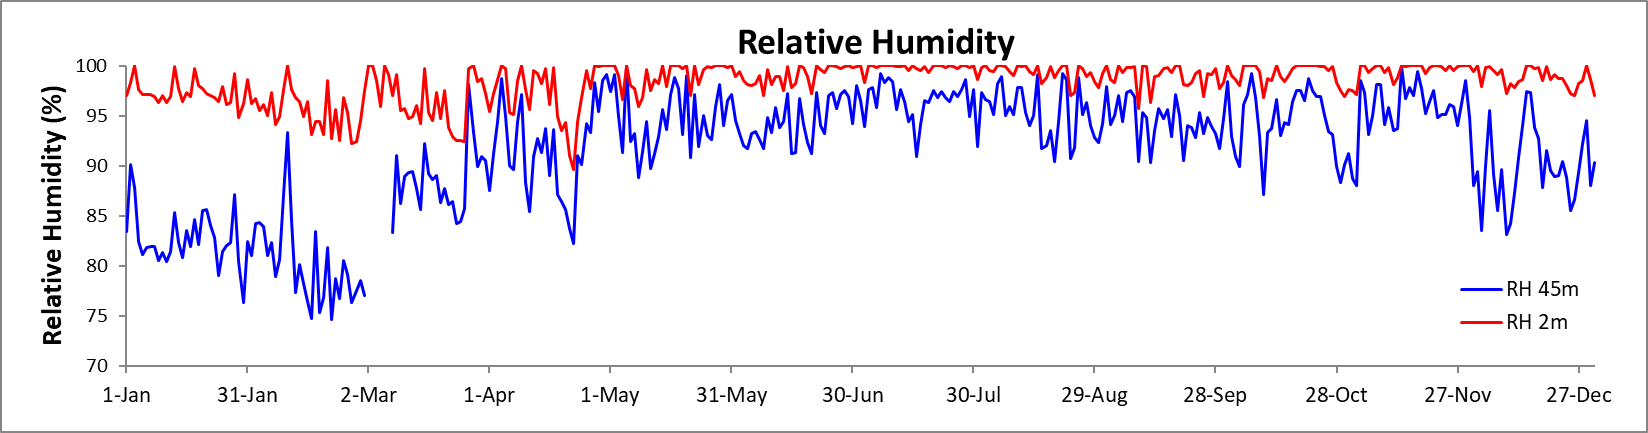 Relative Humidity
Relative Humidity (%)
100
95
90
85
80
75
70
RH 45m
RH 2m
1-Jan 31-Jan 2-Mar 1-Apr 1-May 31-May 30-Jun 30-Jul 29-Aug 28-Sep 28-Oct 27-Nov 27-Dec